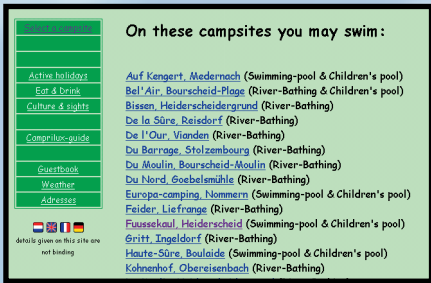 Select a campsite
Active holidays
Eat & Drink
Culture & sights
Camprilux-guide
Guestbook
Weather
Adresses
details given on this site are
not binding
On these campsites you may swim:
Auf Kengert, Medernach (Swimming-pool & Children's pool)
Bel'Air, Bourscheid-Plage (River-Bathing & Children's pool)
Bissen, Heiderscheidergrund (River-Bathing)
De la Sûre, Reisdorf (River-Bathing)
De l'Our, Vianden (River-Bathing)
Du Barrage, Stolzembourg (River-Bathing)
Du Moulin, Bourscheid-Moulin (River-Bathing)
Du Nord, Goebelsmühle (River-Bathing)
Europa-camping, Nommern (Swimming-pool & Children's pool)
Feider, Liefrange (River-Bathing)
Fuussekaul, Heiderscheid (Swimming-pool & Children's pool)
Gritt, Ingeldorf (River-Bathing)
Haute-Sûre, Boulaide (Swimming-pool & Children's pool)
Kohnenhof, Obereisenbach (River-Bathing)